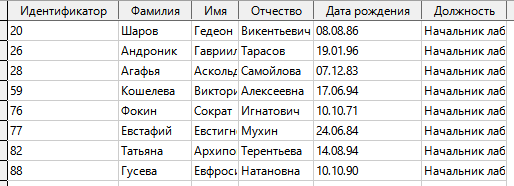 Идентификатор Фамилия Имя Отчество Дата рождения Должность
20 Шаров Гедеон Викентьевич 08.08.86 Начальник лаб
26 Андроник Гавриил Тарасов 19.01.96 Начальник лаб
28 Агафья Аскольд Самойлова 07.12.83 Начальник лаб
59 Кошелева Виктори Алексеевна 17.06.94 Начальник лаб
76 Фокин Сократ Игнатович 10.10.71 Начальник лаб
77 Евстафий Евстигн Мухин 24.06.84 Начальник лаб
82 Татьяна Архипо Терентьева 14.08.94 Начальник лаб
88 Гусева Евфроси Натановна 10.10.90 Начальник лаб